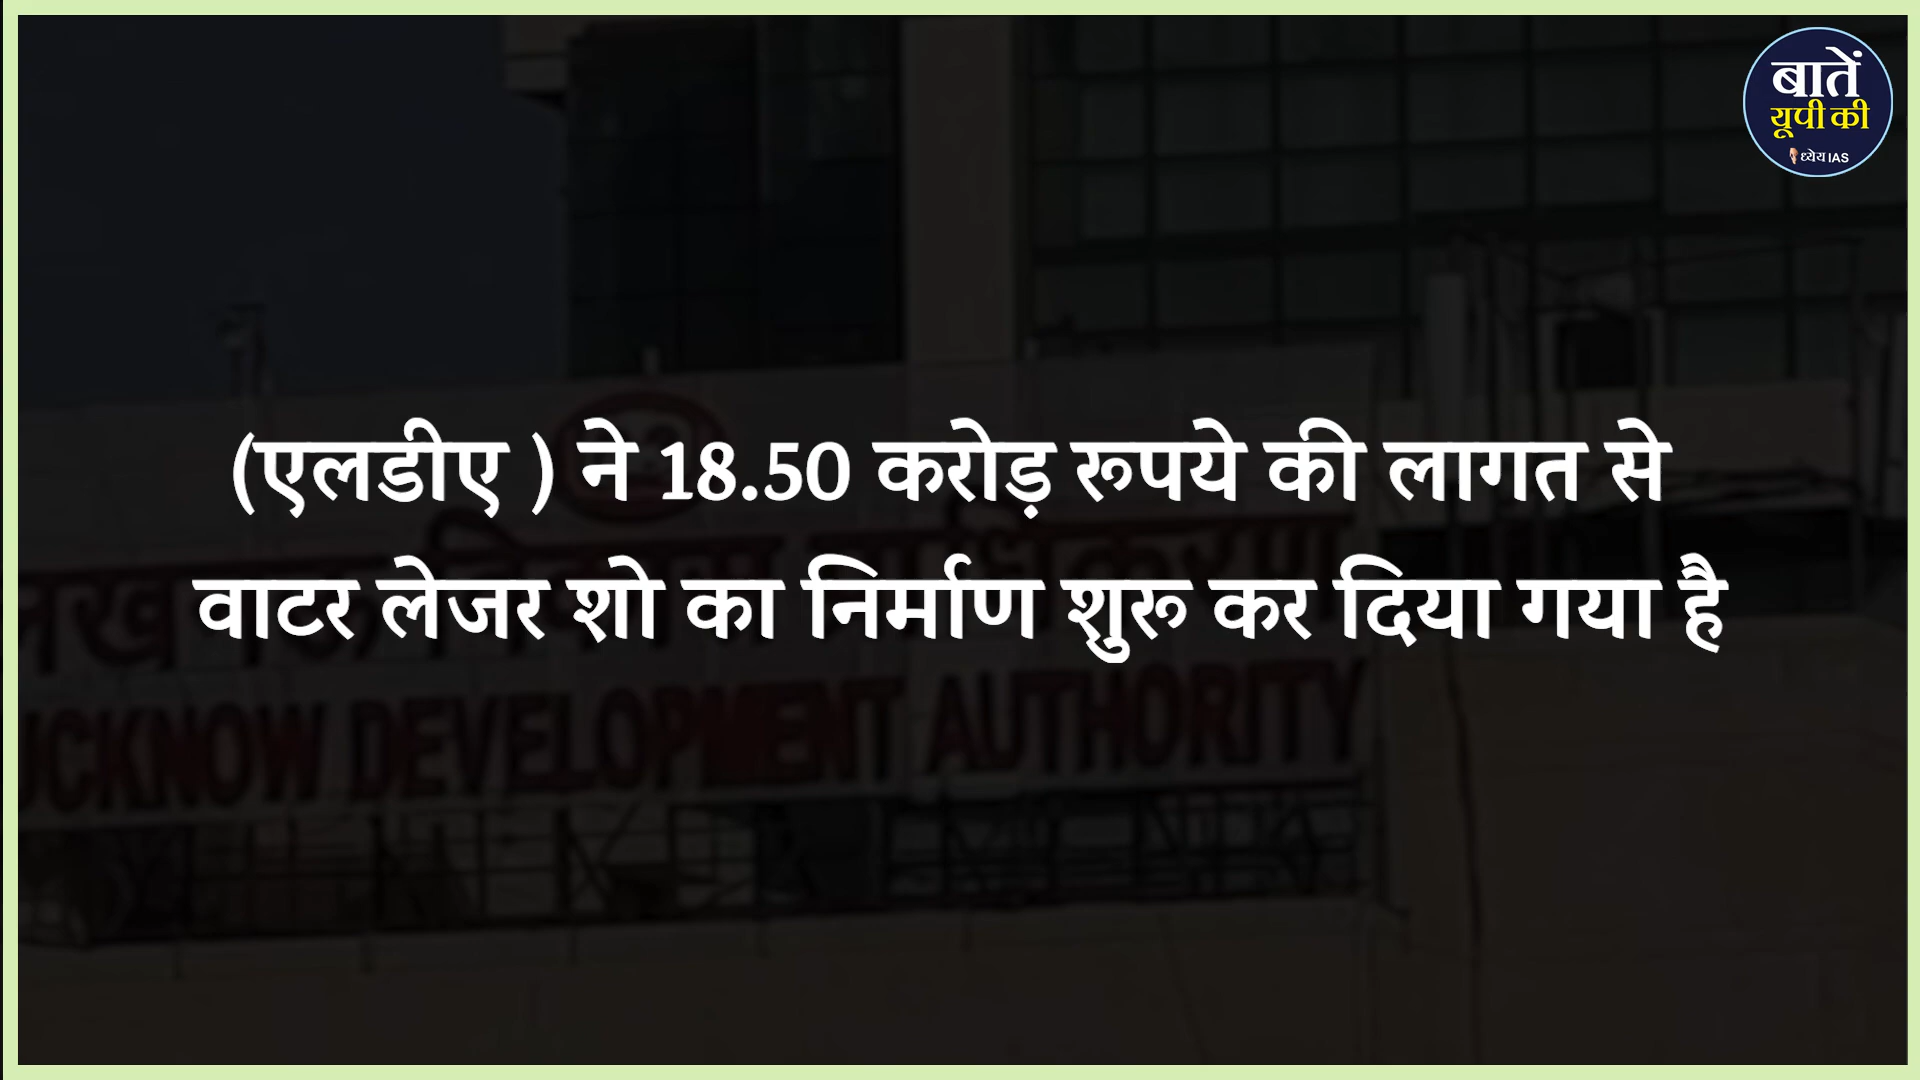 बातें
यूपी की
ध्येय IAS
(एलडीए ) ने 18.50 करोड़ रूपये की लागत से
वाटर लेजर शो का निर्माण शुरू कर दिया गया है
UCKNOW DEVELOPMENT AUTHORITY